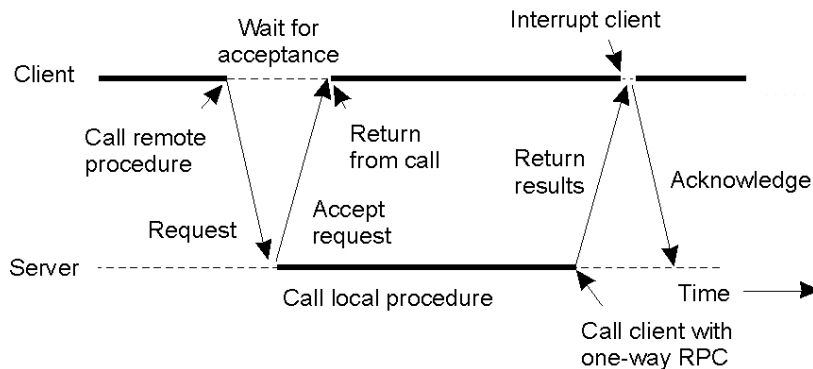 Interrupt client
Wait for
acceptance
Client
Call remote
procedure
Return
from call
Return
results
Acknowledge
Request
Accept
request
Server
Call local procedure
Time
Call client with
one-way RPC